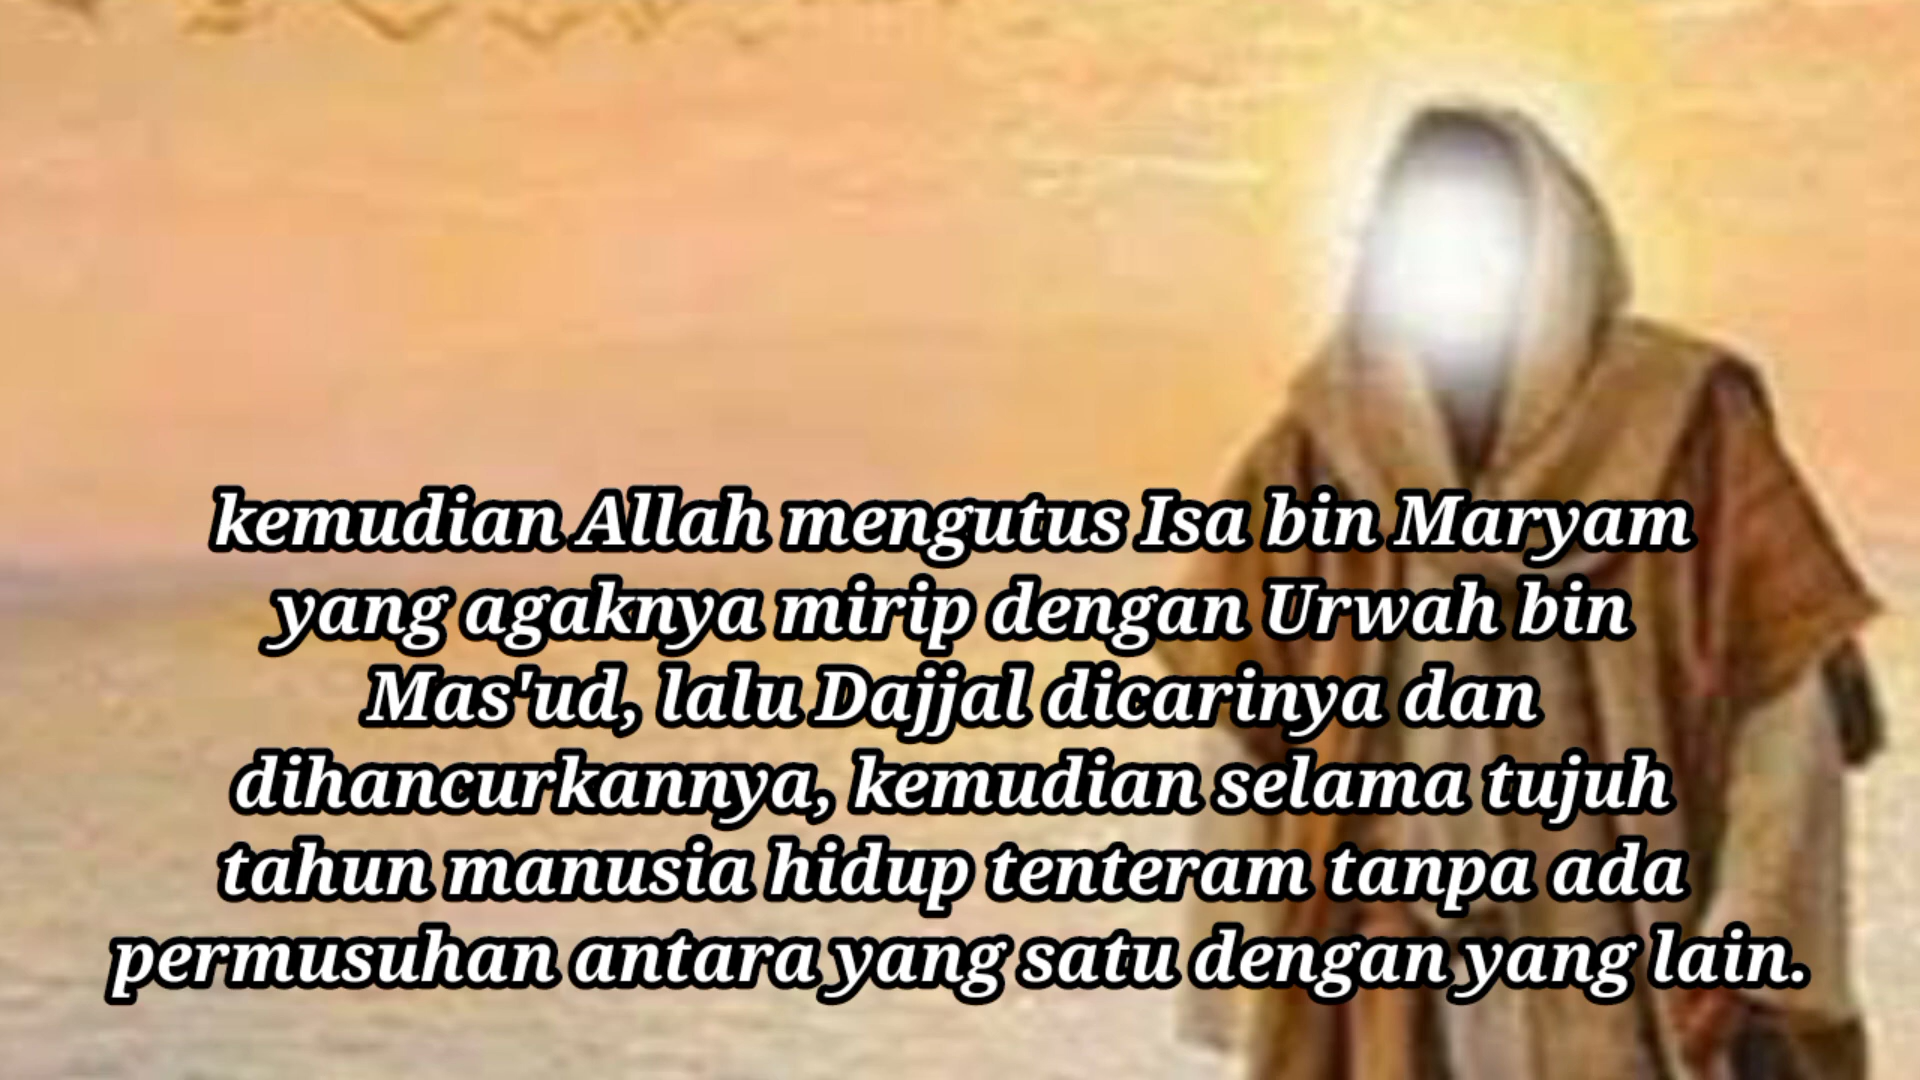 kemudian Allah mengutus Isa bin Maryam
yang agaknya mirip dengan Urwah bin
Mas'ud, lalu Dajjal dicarinya dan
dihancurkannya, kemudian selama tujuh
tahun manusia hidup tenteram tanpa ada
permusuhan antara yang satu dengan yang lain.